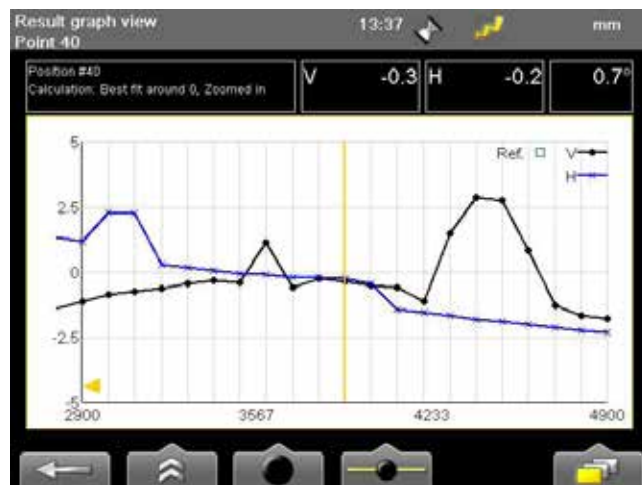 Result graph view 13:37 mm
Point 40
Position #40
Calculation: Best fit around 0, Zoomed in
V -0.3 H -0.2 0.7°
5
Ref. V
H
2.5
0
-2.5
-5
2900 3567 4233 4900